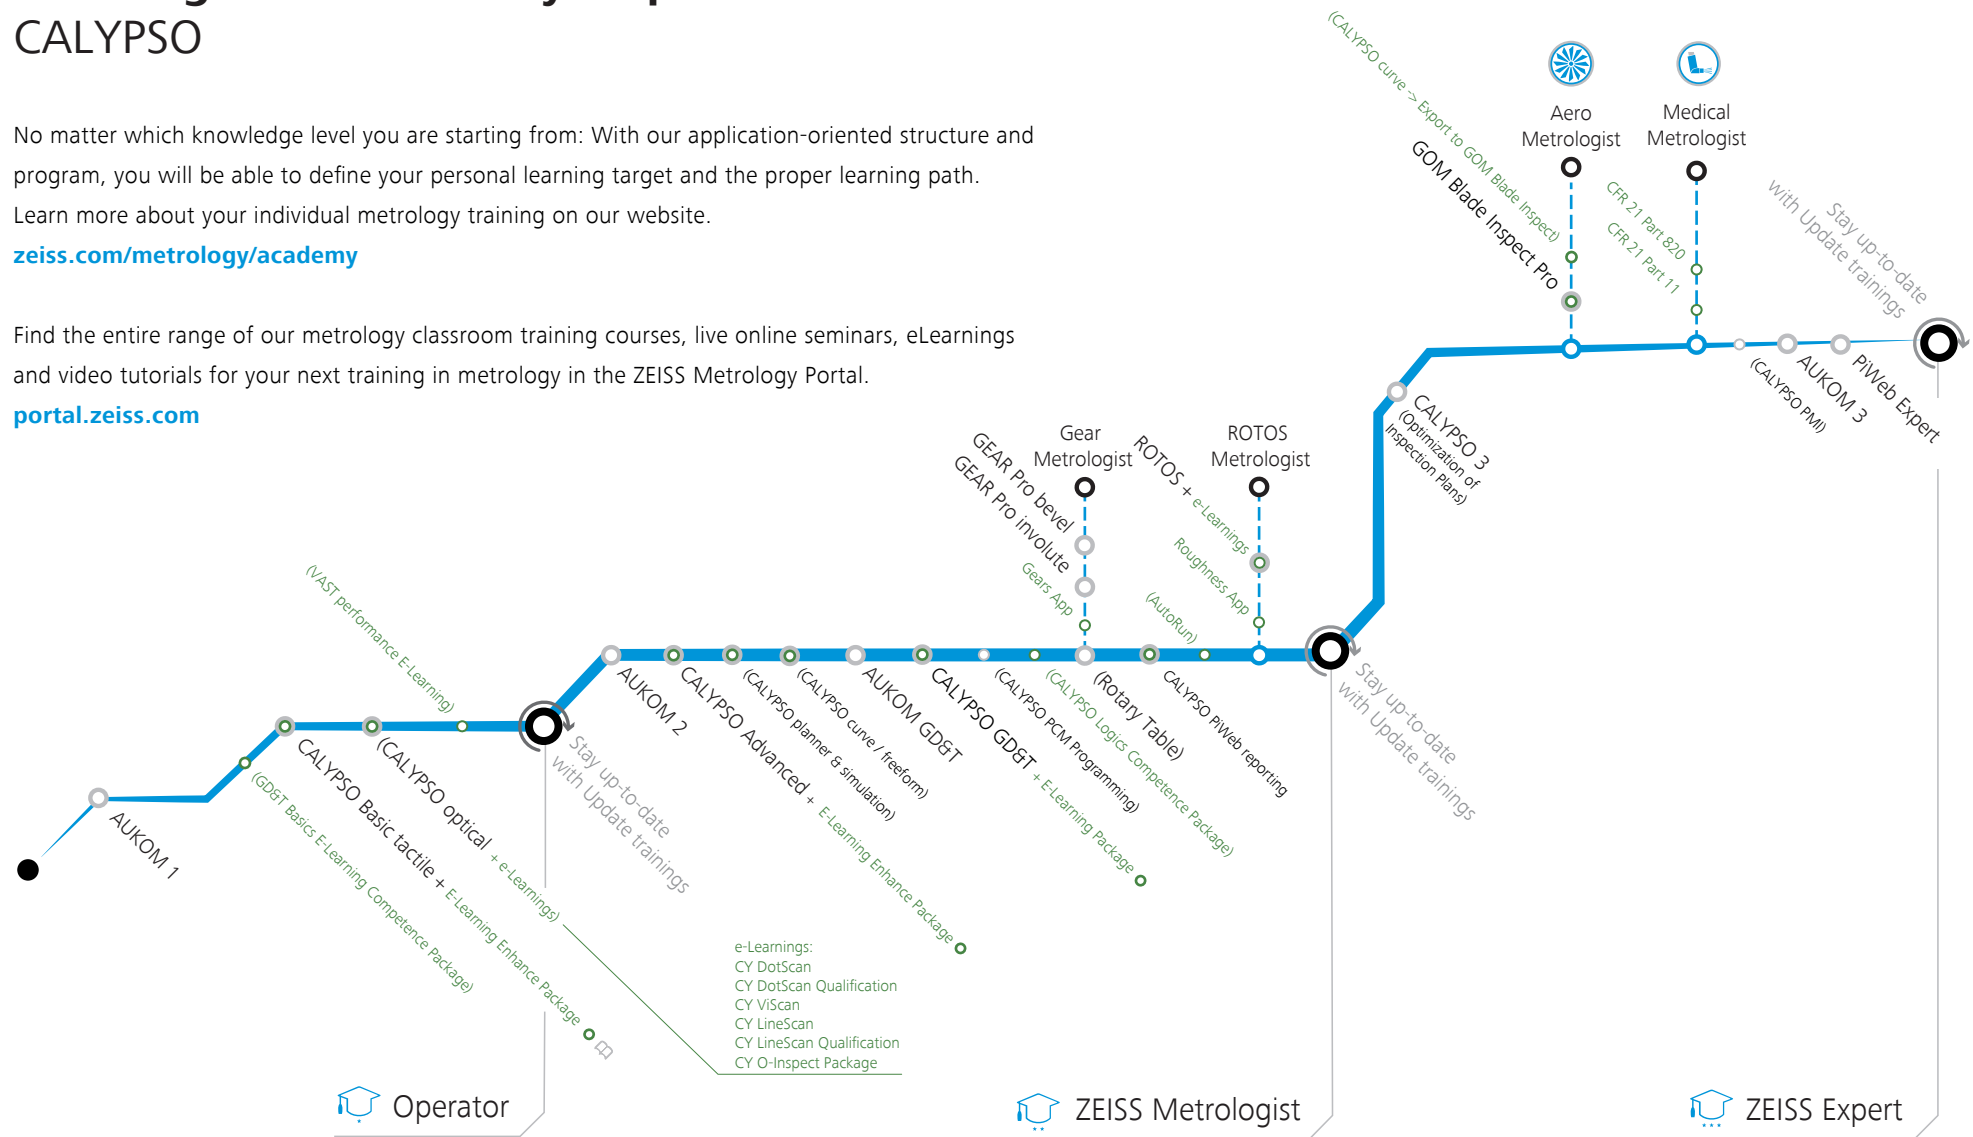 CALYPSO
No matter which knowledge level you are starting from: With our application-oriented structure and
program, you will be able to define your personal learning target and the proper learning path.
Learn more about your individual metrology training on our website.
zeiss.com/metrology/academy
Find the entire range of our metrology classroom training courses, live online seminars, eLearnings
and video tutorials for your next training in metrology in the ZEISS Metrology Portal.
portal.zeiss.com
AUKOM 1
(GD&T Basics E-Learning Competence Package)
CALYPSO Basic tactile + E-Learning Enhance Package
(CALYPSO optical + e-Learnings)
(VAST performance E-Learning)
Stay up-to-date
with Update trainings
e-Learnings:
CY DotScan
CY DotScan Qualification
CY ViScan
CY LineScan
CY LineScan Qualification
CY O-Inspect Package
Operator
AUKOM 2
CALYPSO Advanced + E-Learning Enhance Package
(CALYPSO planner & simulation)
(CALYPSO curve / freeform)
AUKOM GD&T
CALYPSO GD&T + E-Learning Package
(CALYPSO PCM Programming)
(CALYPSO Logics Competence Package)
(Rotary Table)
Gears App
GEAR Pro involute
GEAR Pro bevel
Gear
Metrologist
CALYPSO PiWeb reporting
(AutoRun)
Roughness App
ROTOS + e-Learnings
ROTOS
Metrologist
Stay up-to-date
with Update trainings
ZEISS Metrologist
CALYPSO 3
(Optimization of
Inspection Plans)
GOM Blade Inspect Pro
(CALYPSO curve -> Export to GOM Blade Inspect)
Aero
Metrologist
CFR 21 Part 11
CFR 21 Part 820
Medical
Metrologist
(CALYPSO PMI)
AUKOM 3
PiWeb Expert
Stay up-to-date
with Update trainings
ZEISS Expert